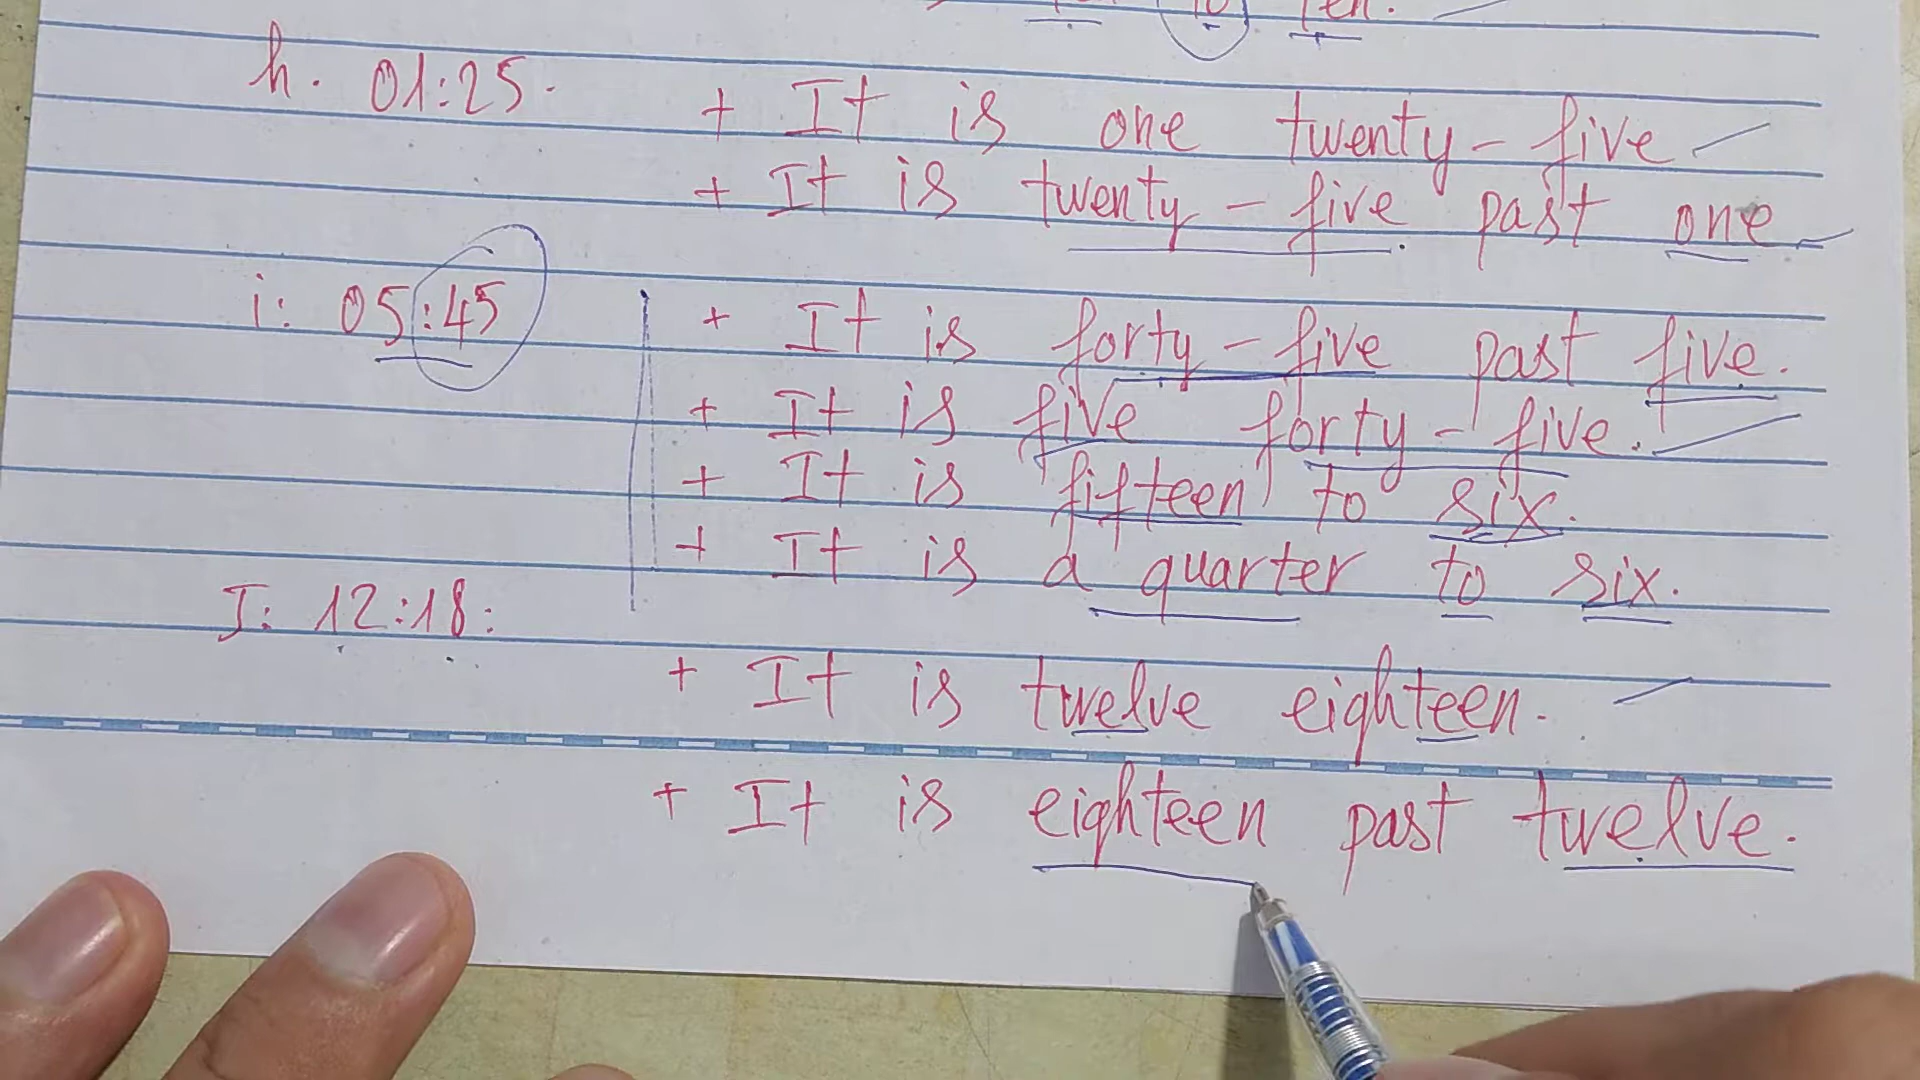 ten.
h. 01:25.
+ It is one twenty-five
+ It is twenty-five past one
i: 05:45
+ It is forty-five past five.
+ It is five forty-five.
+ It is fifteen to six.
+ It is a quarter to six.
J: 12:18:
+ It is twelve eighteen.
+ It is eighteen past twelve.